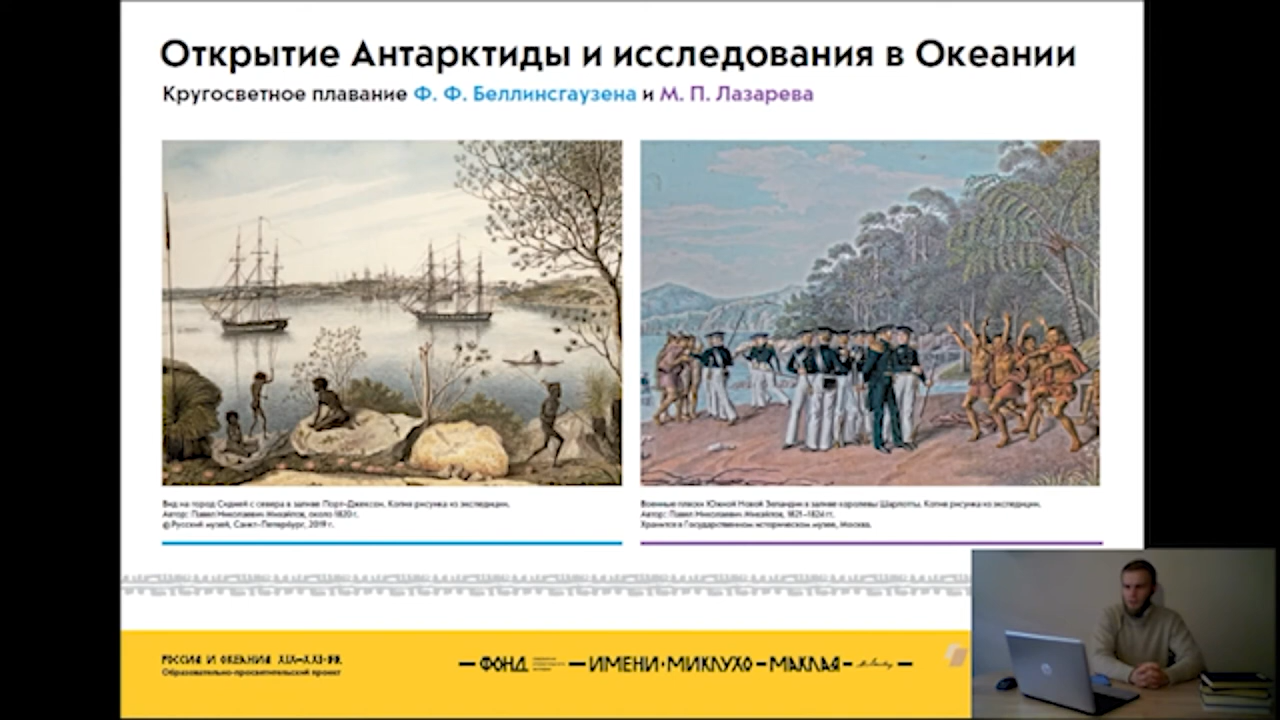 Открытие Антарктиды и исследования в Океании
Кругосветное плавание Ф. Ф. Беллинсгаузена и М. П. Лазарева
Вид на город Сидней с севера в заливе Порт-Джексон. Копия рисунка из экспедиции.
Автор: Павел Николаевич Михайлов, около 1820 г.
© Русский музей, Санкт-Петербург, 2019 г.
Военные пляски Южной Новой Зеландии в заливе королевы Шарлотты. Копия рисунка из экспедиции.
Автор: Павел Николаевич Михайлов, 1821–1824 гг.
Хранится в Государственном историческом музее, Москва.
РОССИЯ И ОКЕАНИЯ XIX–XXI ВВ.
Образовательно-просветительский проект
ФОНД ИМЕНИ МИКЛУХО-МАКЛАЯ